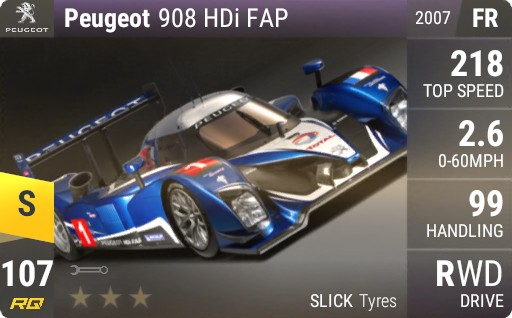 PEUGEOT
Peugeot 908 HDi FAP
2007 FR
218
TOP SPEED
2.6
0-60MPH
99
HANDLING
RWD
DRIVE
S
107
RQ
SLICK Tyres
PEUGEOT
PEUGEOT
TOTAL
1
1
PEUGEOT HDi FAP